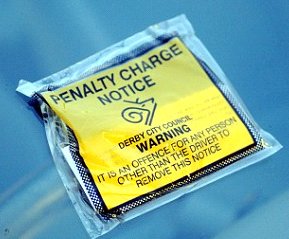 PENALTY CHARGE
NOTICE
DERBY CITY COUNCIL
WARNING
IT IS AN OFFENCE FOR ANY PERSON
OTHER THAN THE DRIVER TO
REMOVE THIS NOTICE